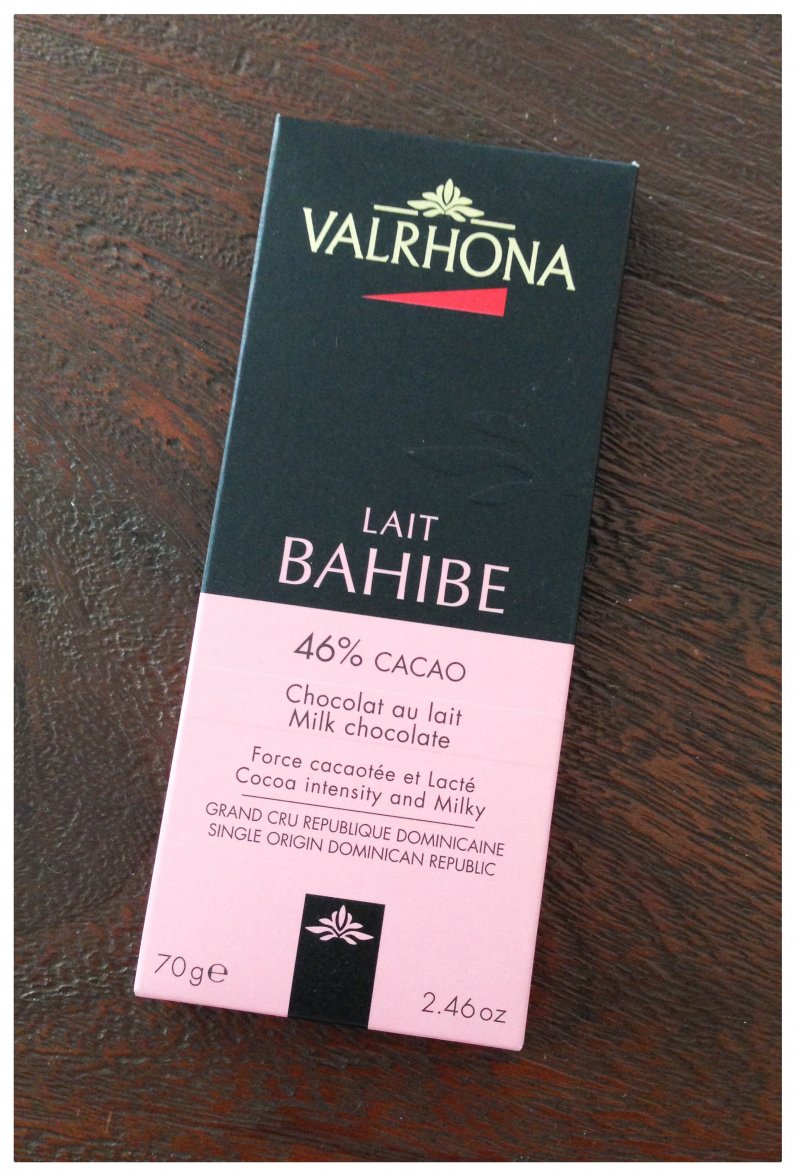 VALRHONA
LAIT
BAHIBE
46% CACAO
Chocolat au lait
Milk chocolate
Force cacaotée et Lacté
Cocoa intensity and Milky
GRAND CRU REPUBLIQUE DOMINICAINE
SINGLE ORIGIN DOMINICAN REPUBLIC
70g℮
2.46oz